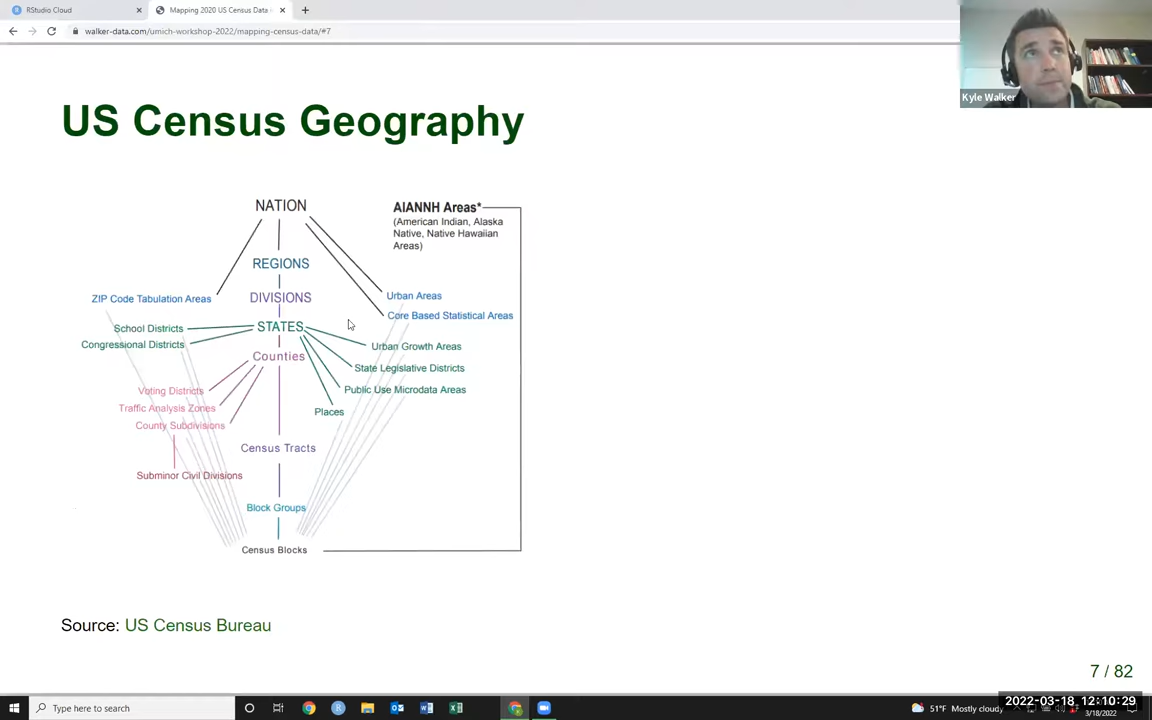 RStudio Cloud
Mapping 2020 US Census Data
walker-data.com/umich-workshop-2022/mapping-census-data/#7
Kyle Walker
US Census Geography
NATION
AIANNH Areas*
(American Indian, Alaska
Native, Native Hawaiian
Areas)
REGIONS
ZIP Code Tabulation Areas
DIVISIONS
Urban Areas
Core Based Statistical Areas
School Districts
STATES
Congressional Districts
Urban Growth Areas
Counties
State Legislative Districts
Voting Districts
Public Use Microdata Areas
Traffic Analysis Zones
Places
County Subdivisions
Census Tracts
Subminor Civil Divisions
Block Groups
Census Blocks
Source: US Census Bureau
7 / 82
Type here to search
51°F Mostly cloudy
2022-03-18 12:10:29
3/18/2022